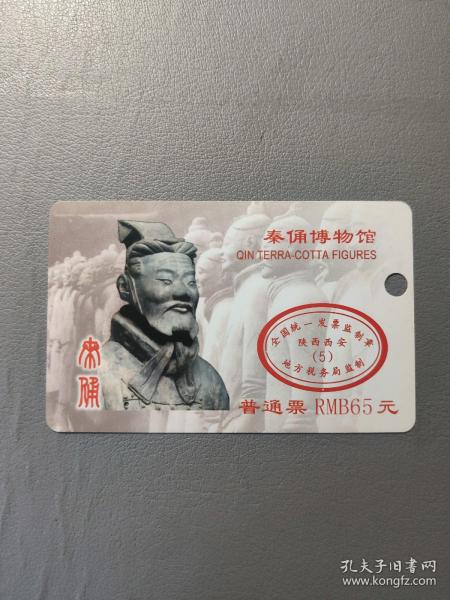 秦俑博物馆
QIN TERRA-COTTA FIGURES
全国统一发票监制章
陕西西安
(5)
地方税务局监制
秦俑
普通票 RMB65元
孔夫子旧书网
www.kongfz.com